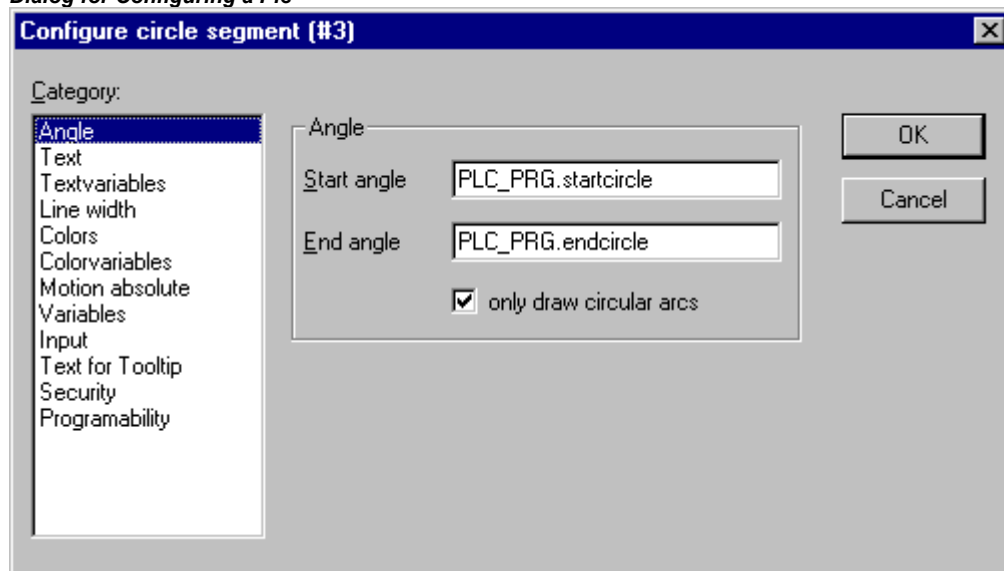 Dialog for Configuring a Pie
Configure circle segment (#3)
Category:
Angle
Text
Textvariables
Line width
Colors
Colorvariables
Motion absolute
Variables
Input
Text for Tooltip
Security
Programability
Angle
Start angle PLC_PRG.startcircle
End angle PLC_PRG.endcircle
only draw circular arcs
OK
Cancel